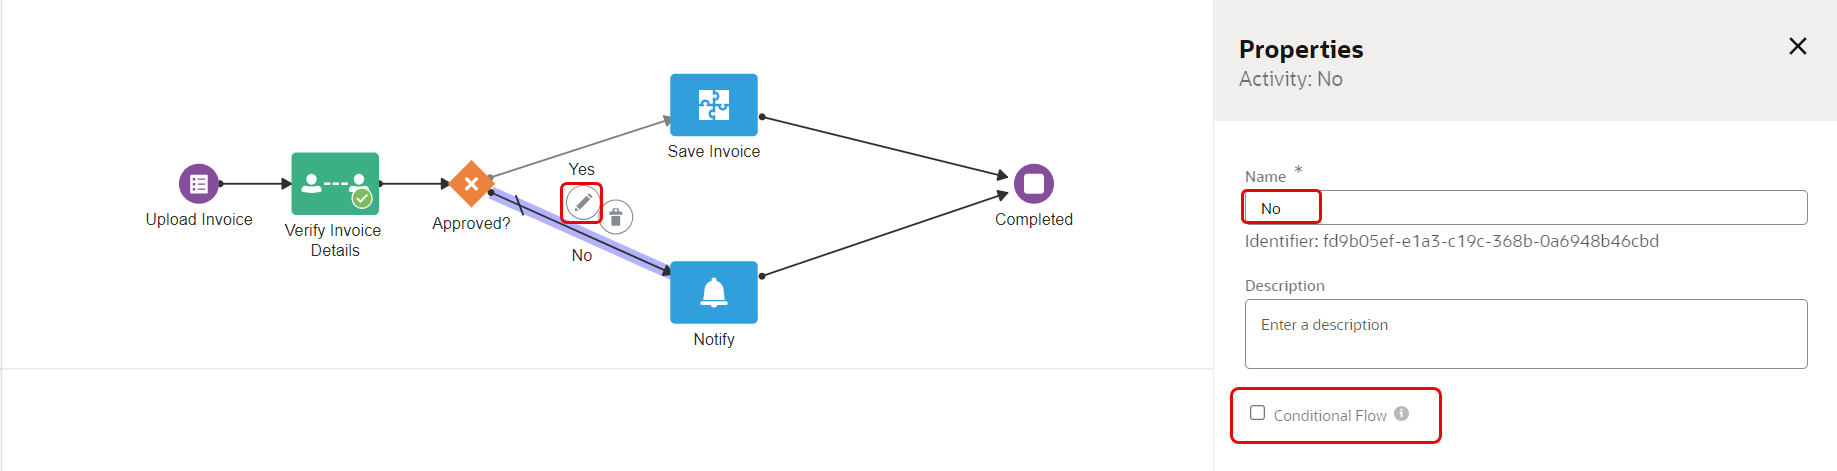 Upload Invoice
Verify Invoice
Details
Approved?
Yes
No
Save Invoice
Notify
Completed
Properties
Activity: No
Name *
No
Identifier: fd9b05ef-e1a3-c19c-368b-0a6948b46cbd
Description
Enter a description
Conditional Flow